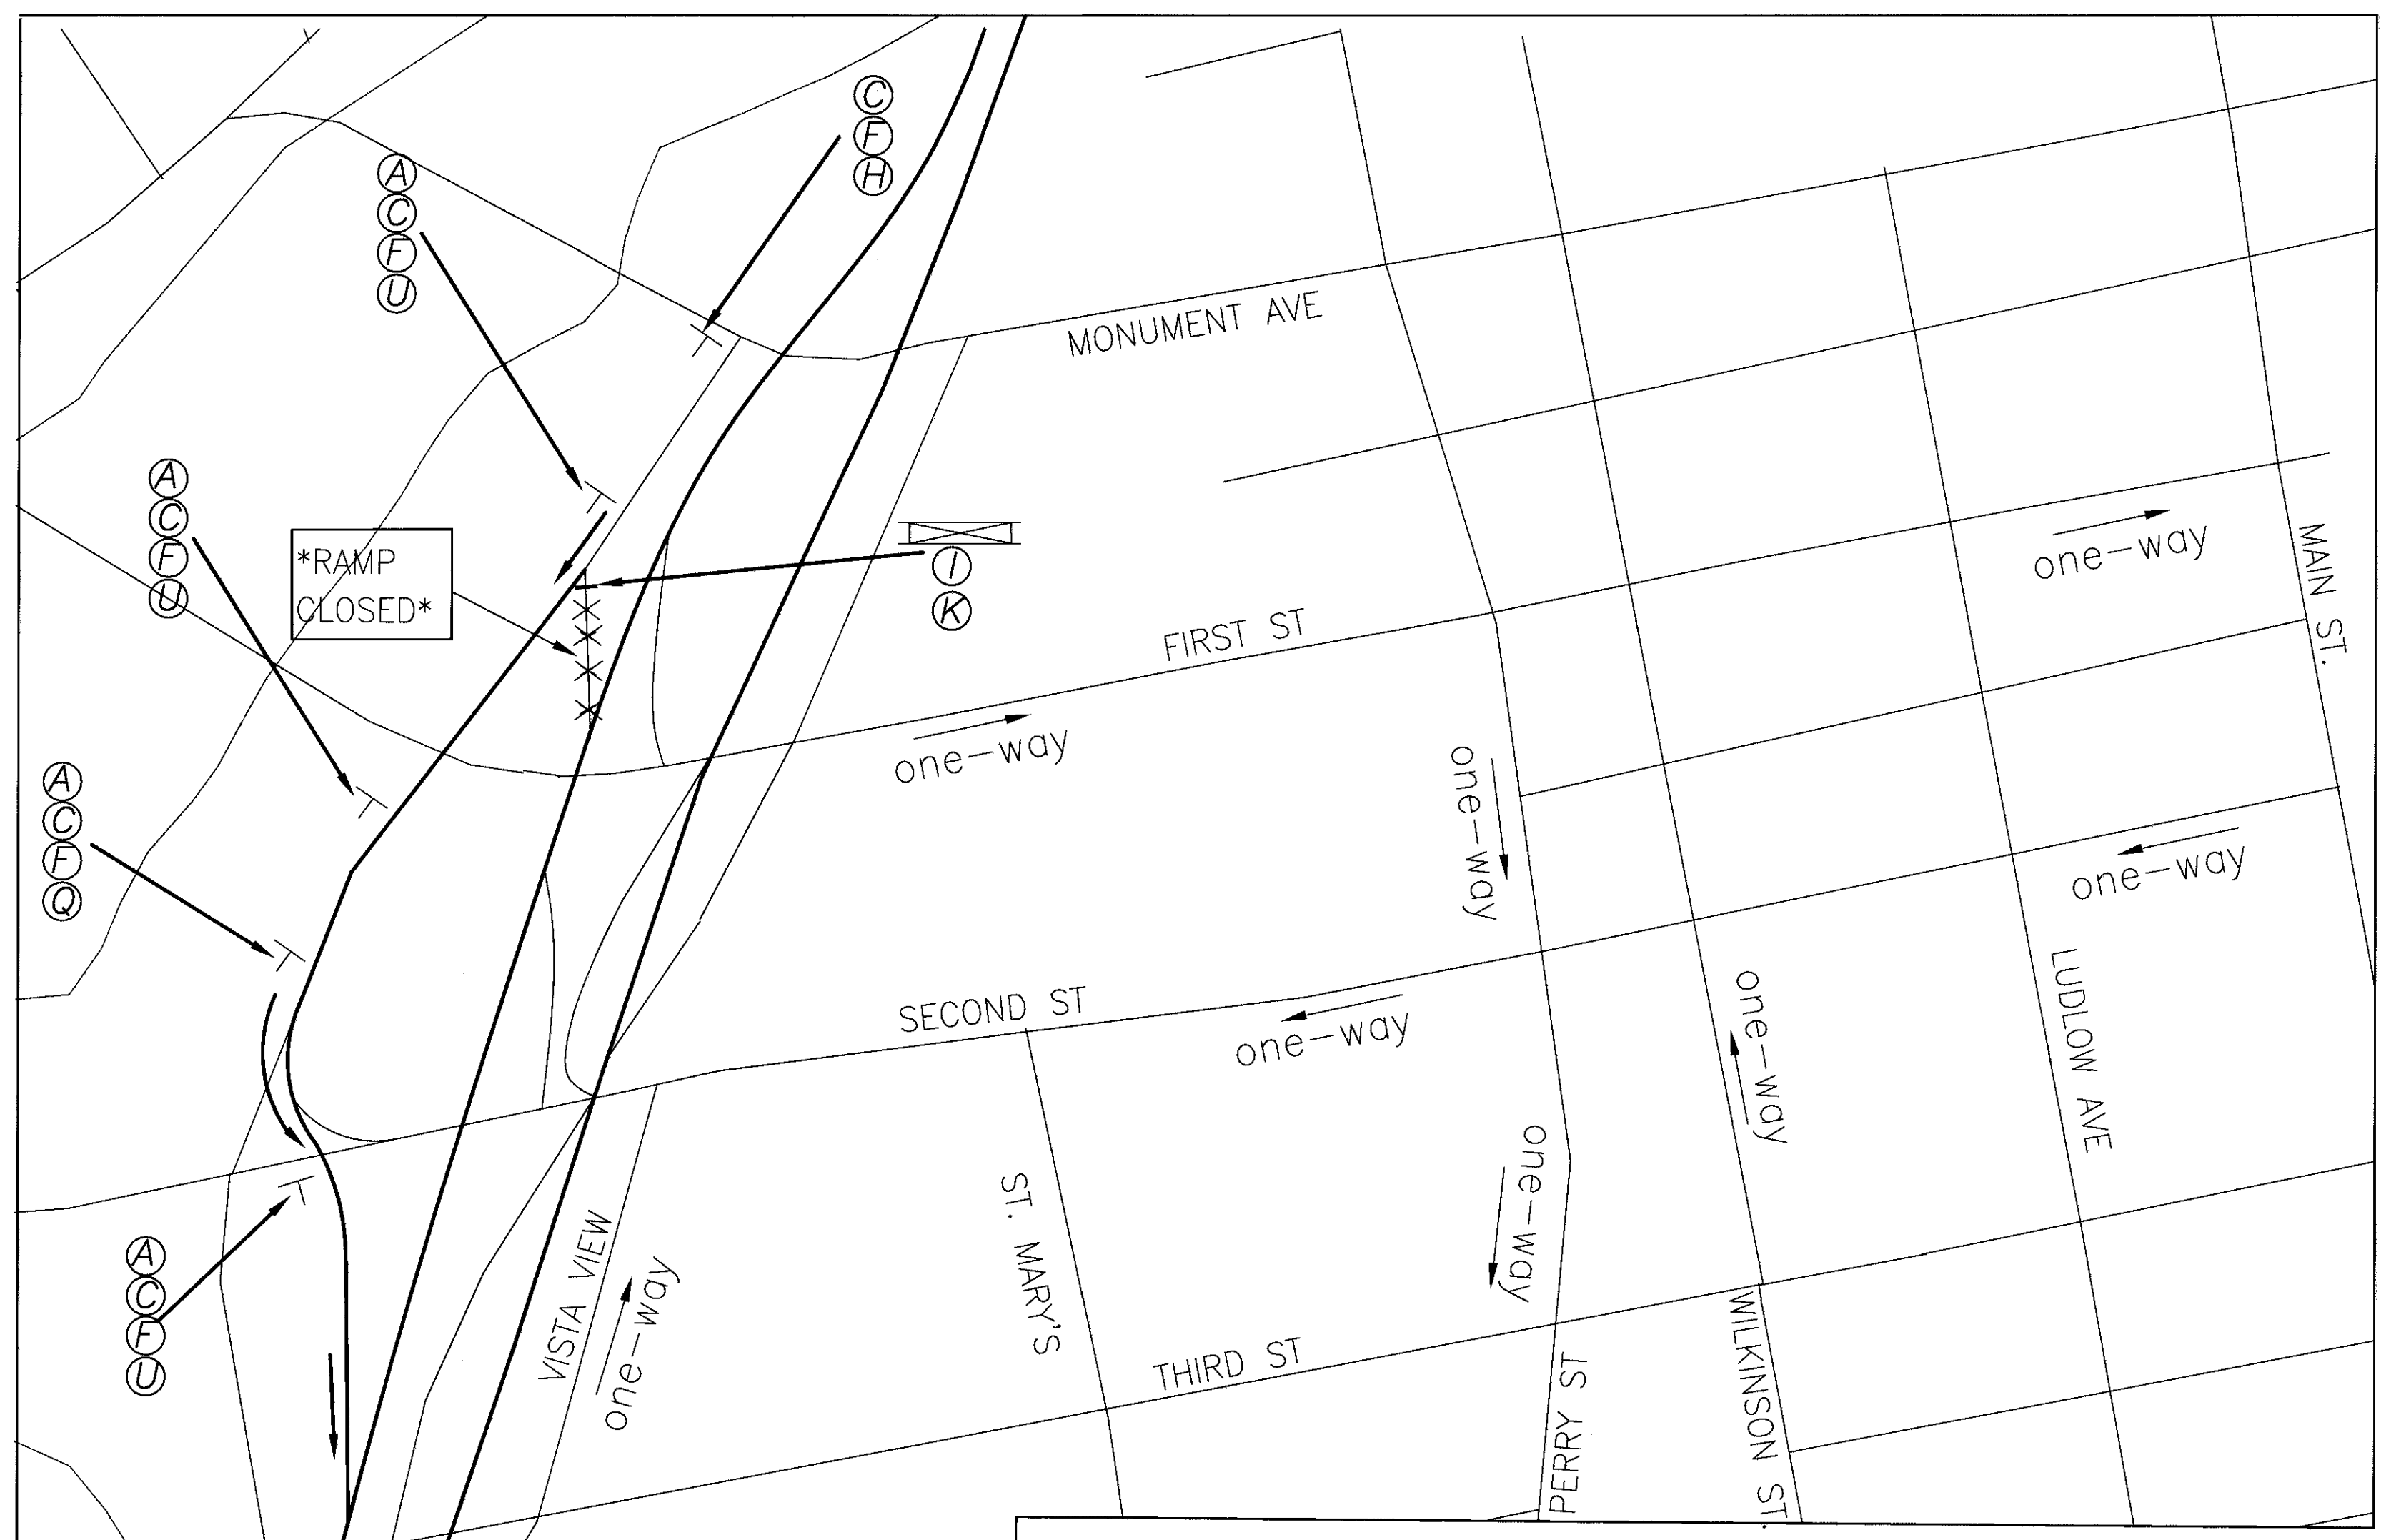 C
F
H
A
C
F
U
MONUMENT AVE
A
C
F
U
*RAMP
CLOSED*
I
K
one-way
MAIN ST.
FIRST ST
one-way
one-way
A
C
F
Q
one-way
SECOND ST
one-way
one-way
LUDLOW AVE
ST. MARY'S
one-way
VISTA VIEW
one-way
A
C
F
U
THIRD ST
PERRY ST
WILKINSON ST.